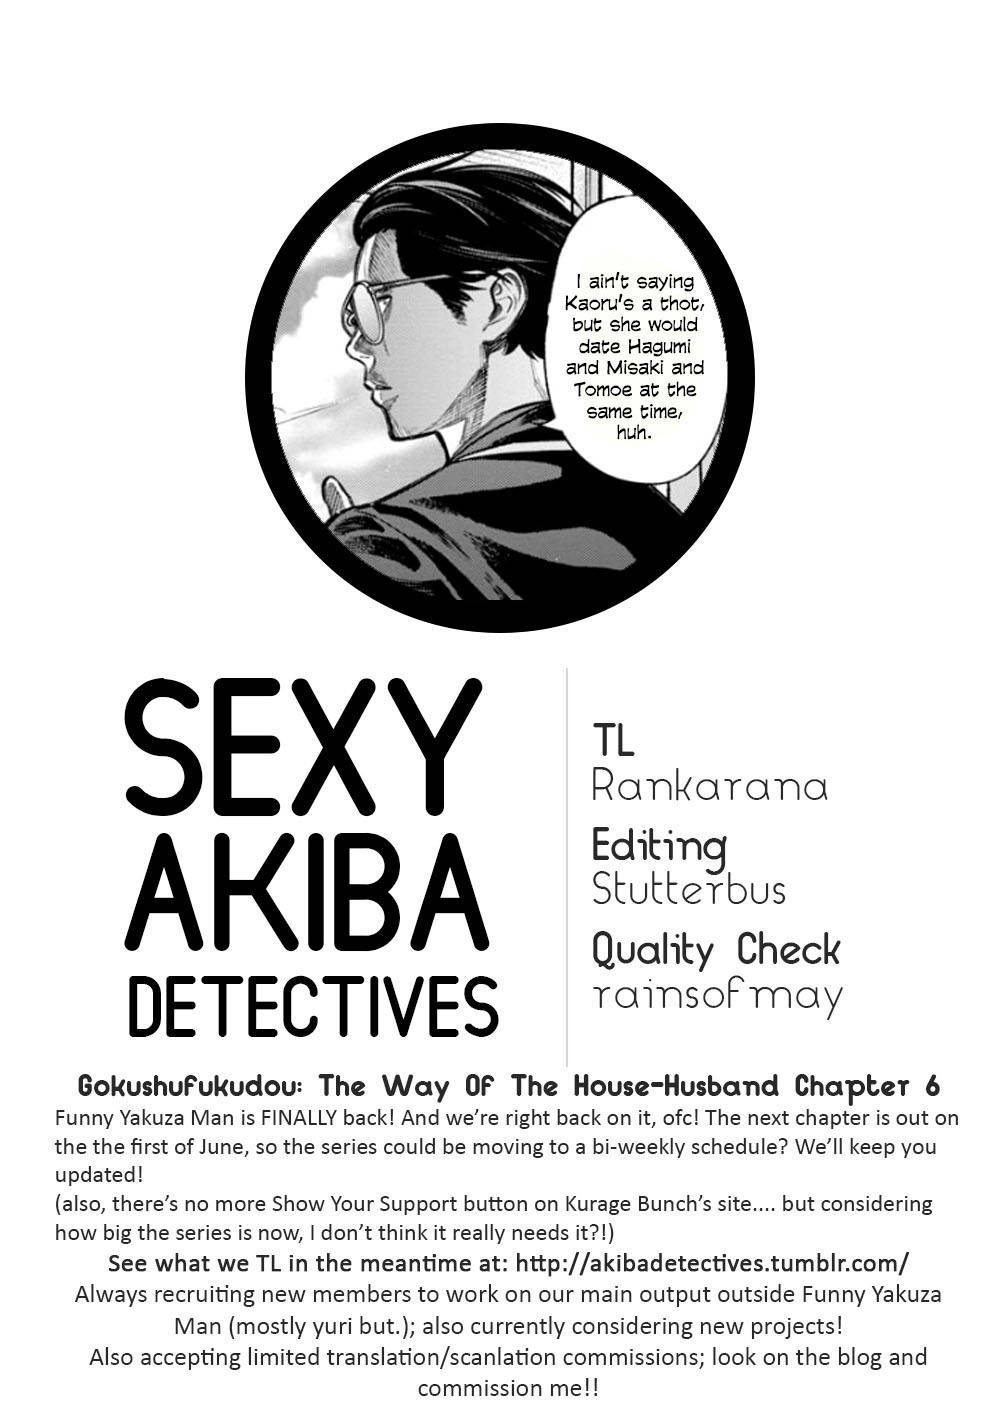 I ain't saying
Kaoru's a thot,
but she would
date Hagumi
and Misaki and
Tomoe at the
same time,
huh.
SEXY
AKIBA
DETECTIVES
TL
Rankarana
Editing
Stutterbus
Quality Check
rainsofmay
Gokushufukudou: The Way Of The House-Husband Chapter 6
Funny Yakuza Man is FINALLY back! And we're right back on it, ofc! The next chapter is out on
the the first of June, so the series could be moving to a bi-weekly schedule? We'll keep you
updated!
(also, there's no more Show Your Support button on Kurage Bunch's site.... but considering
how big the series is now, I don't think it really needs it?!)
See what we TL in the meantime at: http://akibadetectives.tumblr.com/
Always recruiting new members to work on our main output outside Funny Yakuza
Man (mostly yuri but.); also currently considering new projects!
Also accepting limited translation/scanlation commissions; look on the blog and
commission me!!